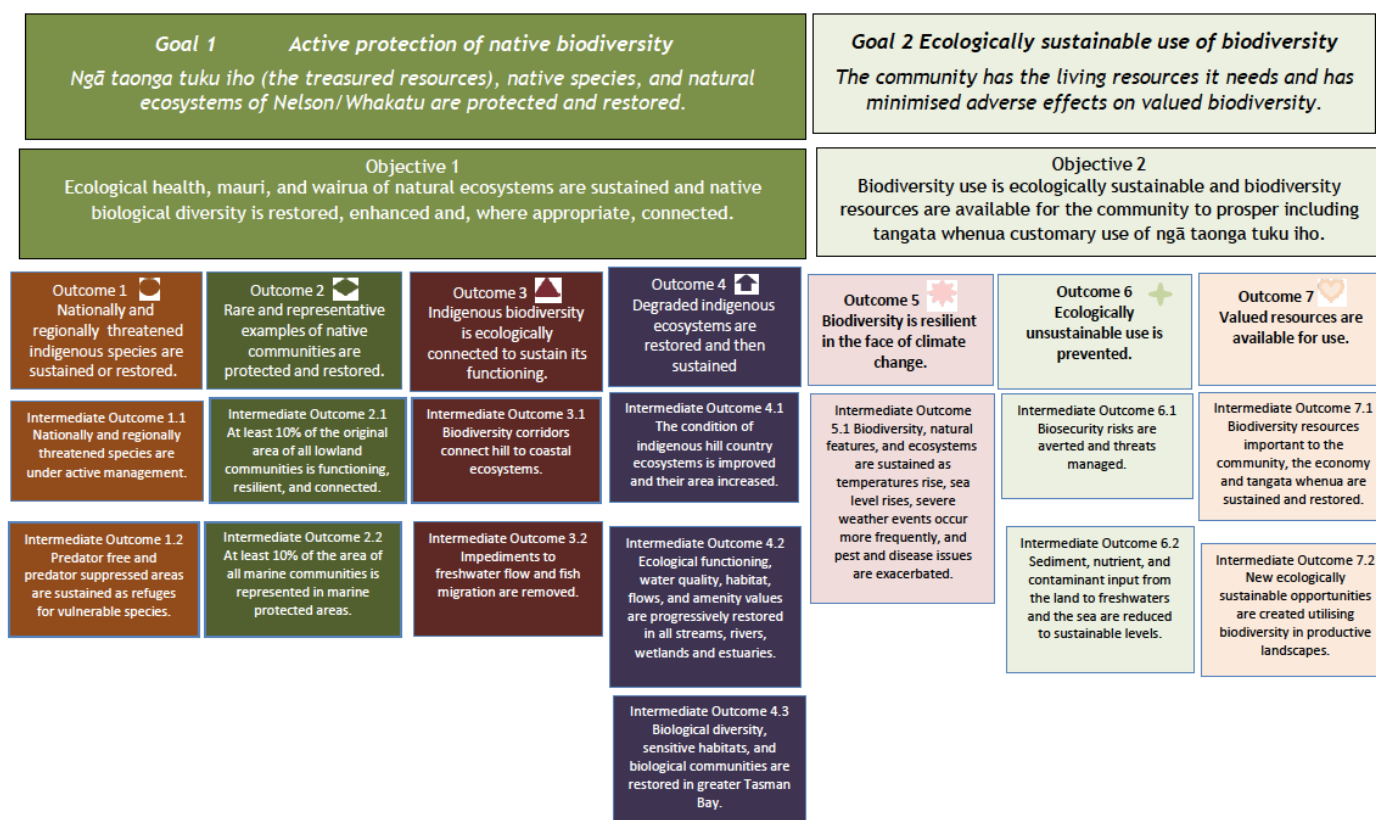 Goal 1 Active protection of native biodiversity
Ngā taonga tuku iho (the treasured resources), native species, and natural
ecosystems of Nelson/Whakatu are protected and restored.
Goal 2 Ecologically sustainable use of biodiversity
The community has the living resources it needs and has
minimised adverse effects on valued biodiversity.
Objective 1
Ecological health, mauri, and wairua of natural ecosystems are sustained and native
biological diversity is restored, enhanced and, where appropriate, connected.
Objective 2
Biodiversity use is ecologically sustainable and biodiversity
resources are available for the community to prosper including
tangata whenua customary use of ngā taonga tuku iho.
Outcome 1
Nationally and
regionally threatened
indigenous species are
sustained or restored.
Outcome 2
Rare and representative
examples of native
communities are
protected and restored.
Outcome 3
Indigenous biodiversity
is ecologically
connected to sustain its
functioning.
Outcome 4
Degraded indigenous
ecosystems are
restored and then
sustained
Outcome 5
Biodiversity is resilient
in the face of climate
change.
Outcome 6
Ecologically
unsustainable use is
prevented.
Outcome 7
Valued resources are
available for use.
Intermediate Outcome 1.1
Nationally and regionally
threatened species are
under active management.
Intermediate Outcome 2.1
At least 10% of the original
area of all lowland
communities is functioning,
resilient, and connected.
Intermediate Outcome 3.1
Biodiversity corridors
connect hill to coastal
ecosystems.
Intermediate Outcome 4.1
The condition of
indigenous hill country
ecosystems is improved
and their area increased.
Intermediate Outcome
5.1 Biodiversity, natural
features, and ecosystems
are sustained as
temperatures rise, sea
level rises, severe
weather events occur
more frequently, and
pest and disease issues
are exacerbated.
Intermediate Outcome 6.1
Biosecurity risks are
averted and threats
managed.
Intermediate Outcome 7.1
Biodiversity resources
important to the
community, the economy
and tangata whenua are
sustained and restored.
Intermediate Outcome 1.2
Predator free and
predator suppressed areas
are sustained as refuges
for vulnerable species.
Intermediate Outcome 2.2
At least 10% of the area of
all marine communities is
represented in marine
protected areas.
Intermediate Outcome 3.2
Impediments to
freshwater flow and fish
migration are removed.
Intermediate Outcome 4.2
Ecological functioning,
water quality, habitat,
flows, and amenity values
are progressively restored
in all streams, rivers,
wetlands and estuaries.
Intermediate Outcome 6.2
Sediment, nutrient, and
contaminant input from
the land to freshwaters
and the sea are reduced
to sustainable levels.
Intermediate Outcome 7.2
New ecologically
sustainable opportunities
are created utilising
biodiversity in productive
landscapes.
Intermediate Outcome 4.3
Biological diversity,
sensitive habitats, and
biological communities are
restored in greater Tasman
Bay.